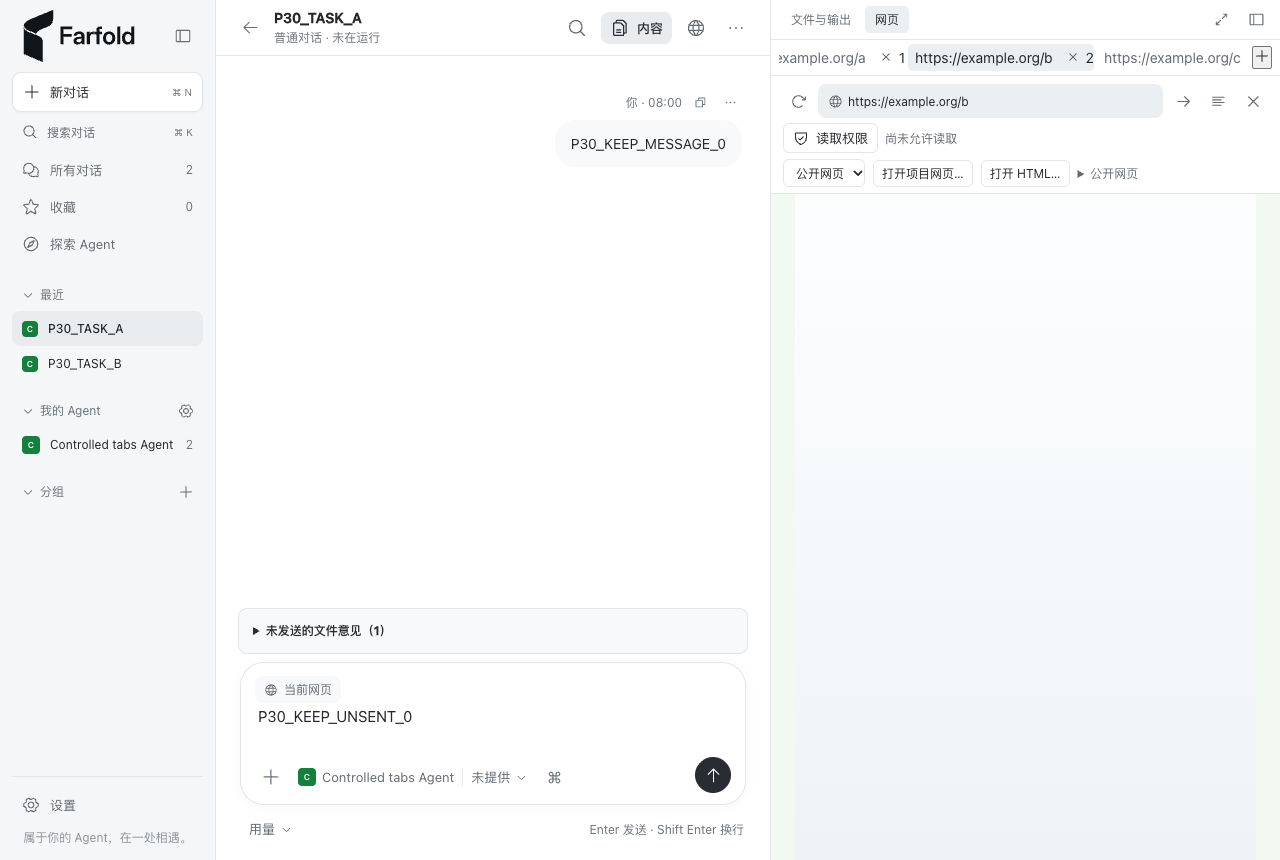 Farfold
新对话 ⌘ N
搜索对话 ⌘ K
所有对话 2
收藏 0
探索 Agent
最近
C P30_TASK_A
C P30_TASK_B
我的 Agent
C Controlled tabs Agent 2
分组
设置
属于你的 Agent，在一处相遇。
P30_TASK_A
普通对话 · 未在运行
内容
你 · 08:00
P30_KEEP_MESSAGE_0
未发送的文件意见（1）
当前网页
P30_KEEP_UNSENT_0
C Controlled tabs Agent 未提供 ⌘
用量
Enter 发送 · Shift Enter 换行
文件与输出 网页
example.org/a × 1 https://example.org/b × 2 https://example.org/c
https://example.org/b
读取权限 尚未允许读取
公开网页 打开项目网页... 打开 HTML... 公开网页